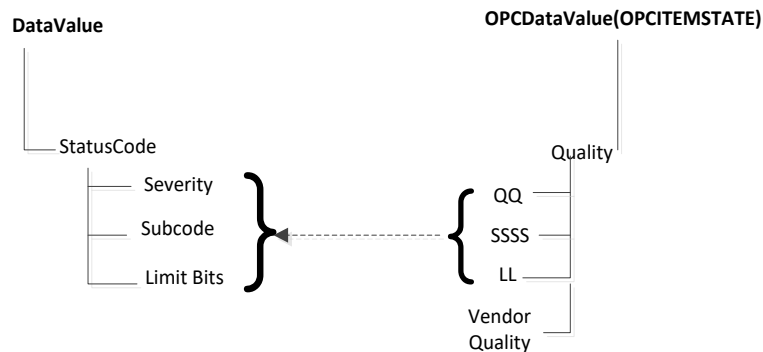 DataValue
OPCDataValue(OPCITEMSTATE)
StatusCode
Quality
Severity
QQ
Subcode
SSSS
Limit Bits
LL
Vendor
Quality